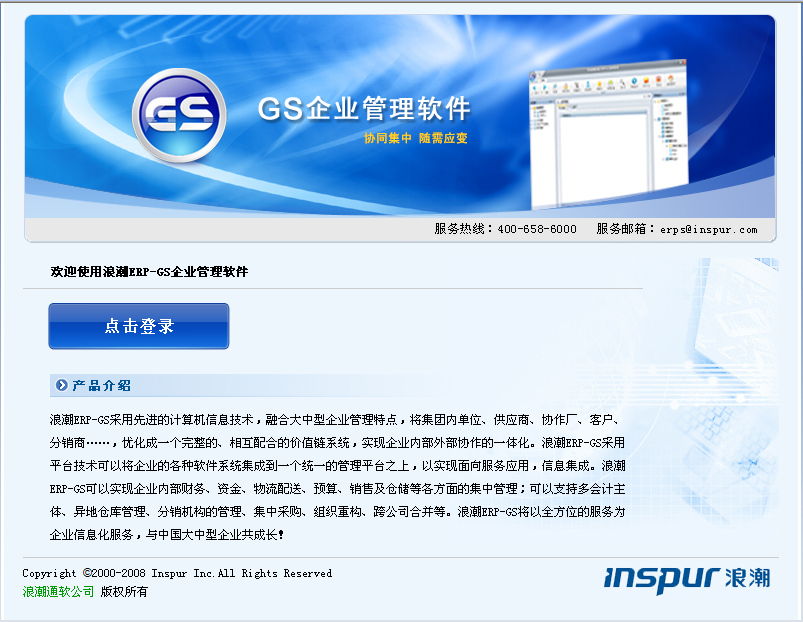 GS
GS企业管理软件
协同集中 随需应变
服务热线：400-658-6000 服务邮箱：erps@inspur.com
欢迎使用浪潮ERP-GS企业管理软件
点击登录
产品介绍
浪潮ERP-GS采用先进的计算机信息技术，融合大中型企业管理特点，将集团内单位、供应商、协作厂、客户、
分销商……，优化成一个完整的、相互配合的价值链系统，实现企业内部外部协作的一体化。浪潮ERP-GS采用
平台技术可以将企业的各种软件系统集成到一个统一的管理平台之上，以实现面向服务应用，信息集成。浪潮
ERP-GS可以实现企业内部财务、资金、物流配送、预算、销售及仓储等各方面的集中管理；可以支持多会计主
体、异地仓库管理、分销机构的管理、集中采购、组织重构、跨公司合并等。浪潮ERP-GS将以全方位的服务为
企业信息化服务，与中国大中型企业共成长！
Copyright ©2000-2008 Inspur Inc.All Rights Reserved
浪潮通软公司 版权所有
inspur 浪潮